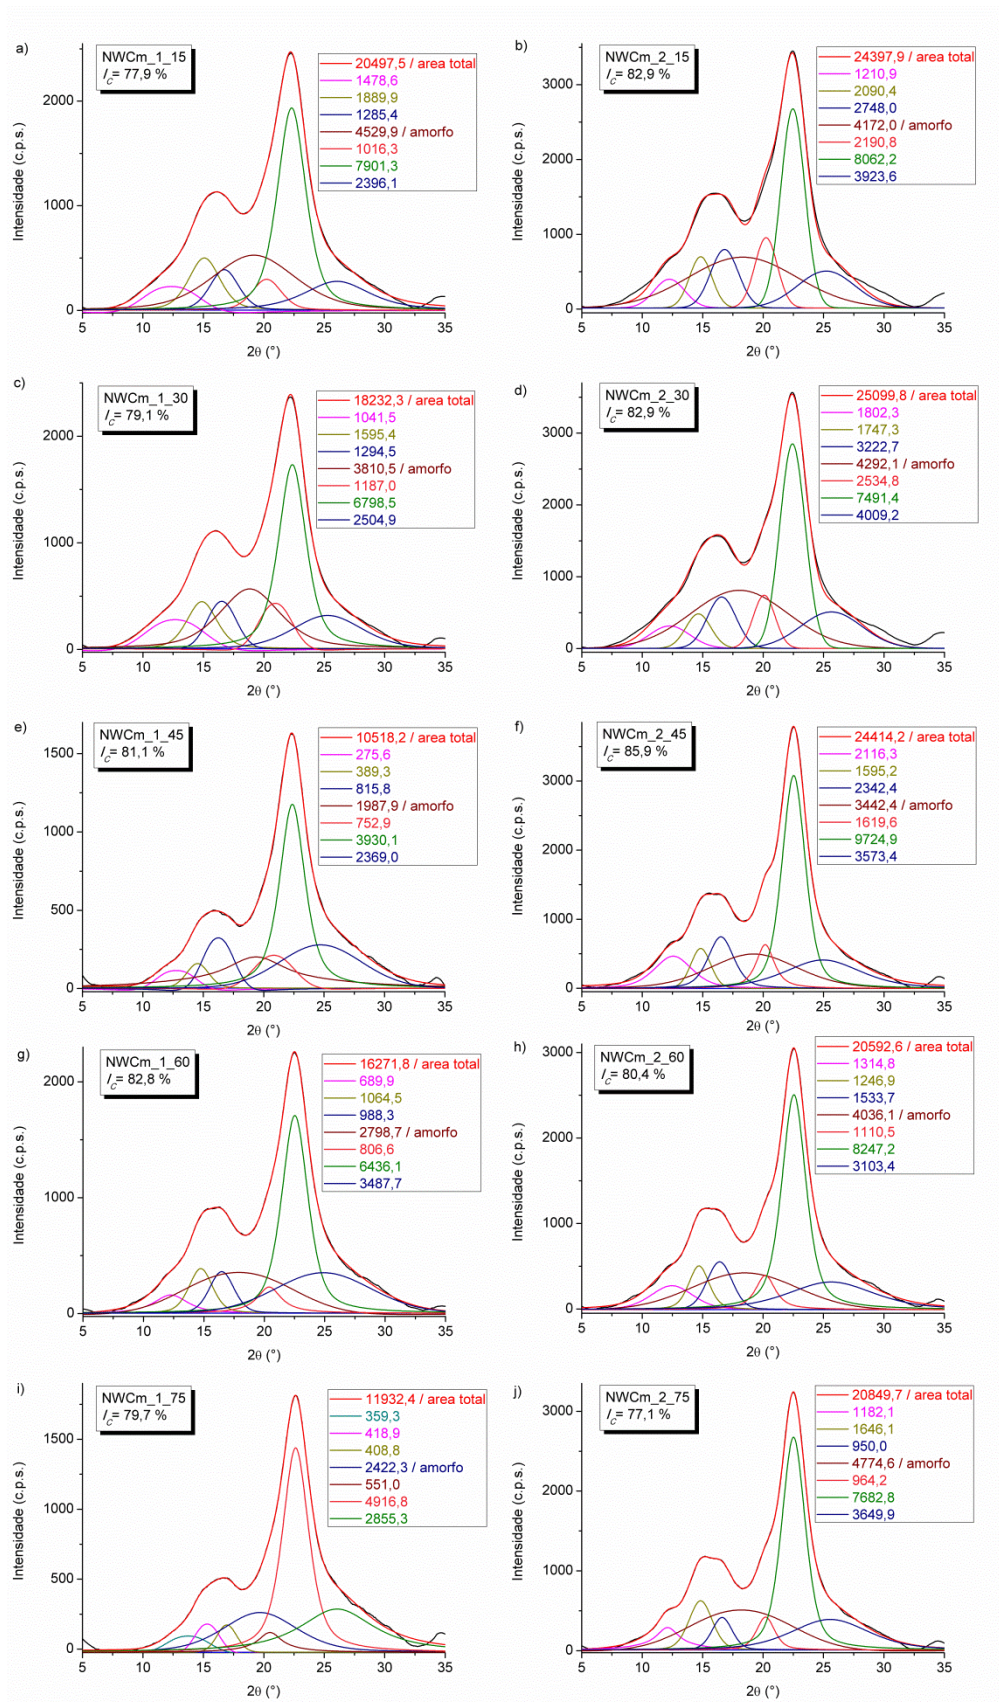 a)
NWCm_1_15
I_C= 77,9 %
20497,5 / area total
1478,6
1889,9
1285,4
4529,9 / amorfo
1016,3
7901,3
2396,1
Intensidade (c.p.s.)
2000
1000
0
5 10 15 20 25 30 35
2θ (°)
b)
NWCm_2_15
I_C= 82,9 %
24397,9 / area total
1210,9
2090,4
2748,0
4172,0 / amorfo
2190,8
8062,2
3923,6
Intensidade (c.p.s.)
3000
2000
1000
0
5 10 15 20 25 30 35
2θ (°)
c)
NWCm_1_30
I_C= 79,1 %
18232,3 / area total
1041,5
1595,4
1294,5
3810,5 / amorfo
1187,0
6798,5
2504,9
Intensidade (c.p.s.)
2000
1000
0
5 10 15 20 25 30 35
2θ (°)
d)
NWCm_2_30
I_C= 82,9 %
25099,8 / area total
1802,3
1747,3
3222,7
4292,1 / amorfo
2534,8
7491,4
4009,2
Intensidade (c.p.s.)
3000
2000
1000
0
5 10 15 20 25 30 35
2θ (°)
e)
NWCm_1_45
I_C= 81,1 %
10518,2 / area total
275,6
389,3
815,8
1987,9 / amorfo
752,9
3930,1
2369,0
Intensidade (c.p.s.)
1500
1000
500
0
5 10 15 20 25 30 35
2θ (°)
f)
NWCm_2_45
I_C= 85,9 %
24414,2 / area total
2116,3
1595,2
2342,4
3442,4 / amorfo
1619,6
9724,9
3573,4
Intensidade (c.p.s.)
3000
2000
1000
0
5 10 15 20 25 30 35
2θ (°)
g)
NWCm_1_60
I_C= 82,8 %
16271,8 / area total
689,9
1064,5
988,3
2798,7 / amorfo
806,6
6436,1
3487,7
Intensidade (c.p.s.)
2000
1000
0
5 10 15 20 25 30 35
2θ (°)
h)
NWCm_2_60
I_C= 80,4 %
20592,6 / area total
1314,8
1246,9
1533,7
4036,1 / amorfo
1110,5
8247,2
3103,4
Intensidade (c.p.s.)
3000
2000
1000
0
5 10 15 20 25 30 35
2θ (°)
i)
NWCm_1_75
I_C= 79,7 %
11932,4 / area total
359,3
418,9
408,8
2422,3 / amorfo
551,0
4916,8
2855,3
Intensidade (c.p.s.)
1500
1000
500
0
5 10 15 20 25 30 35
2θ (°)
j)
NWCm_2_75
I_C= 77,1 %
20849,7 / area total
1182,1
1646,1
950,0
4774,6 / amorfo
964,2
7682,8
3649,9
Intensidade (c.p.s.)
3000
2000
1000
0
5 10 15 20 25 30 35
2θ (°)